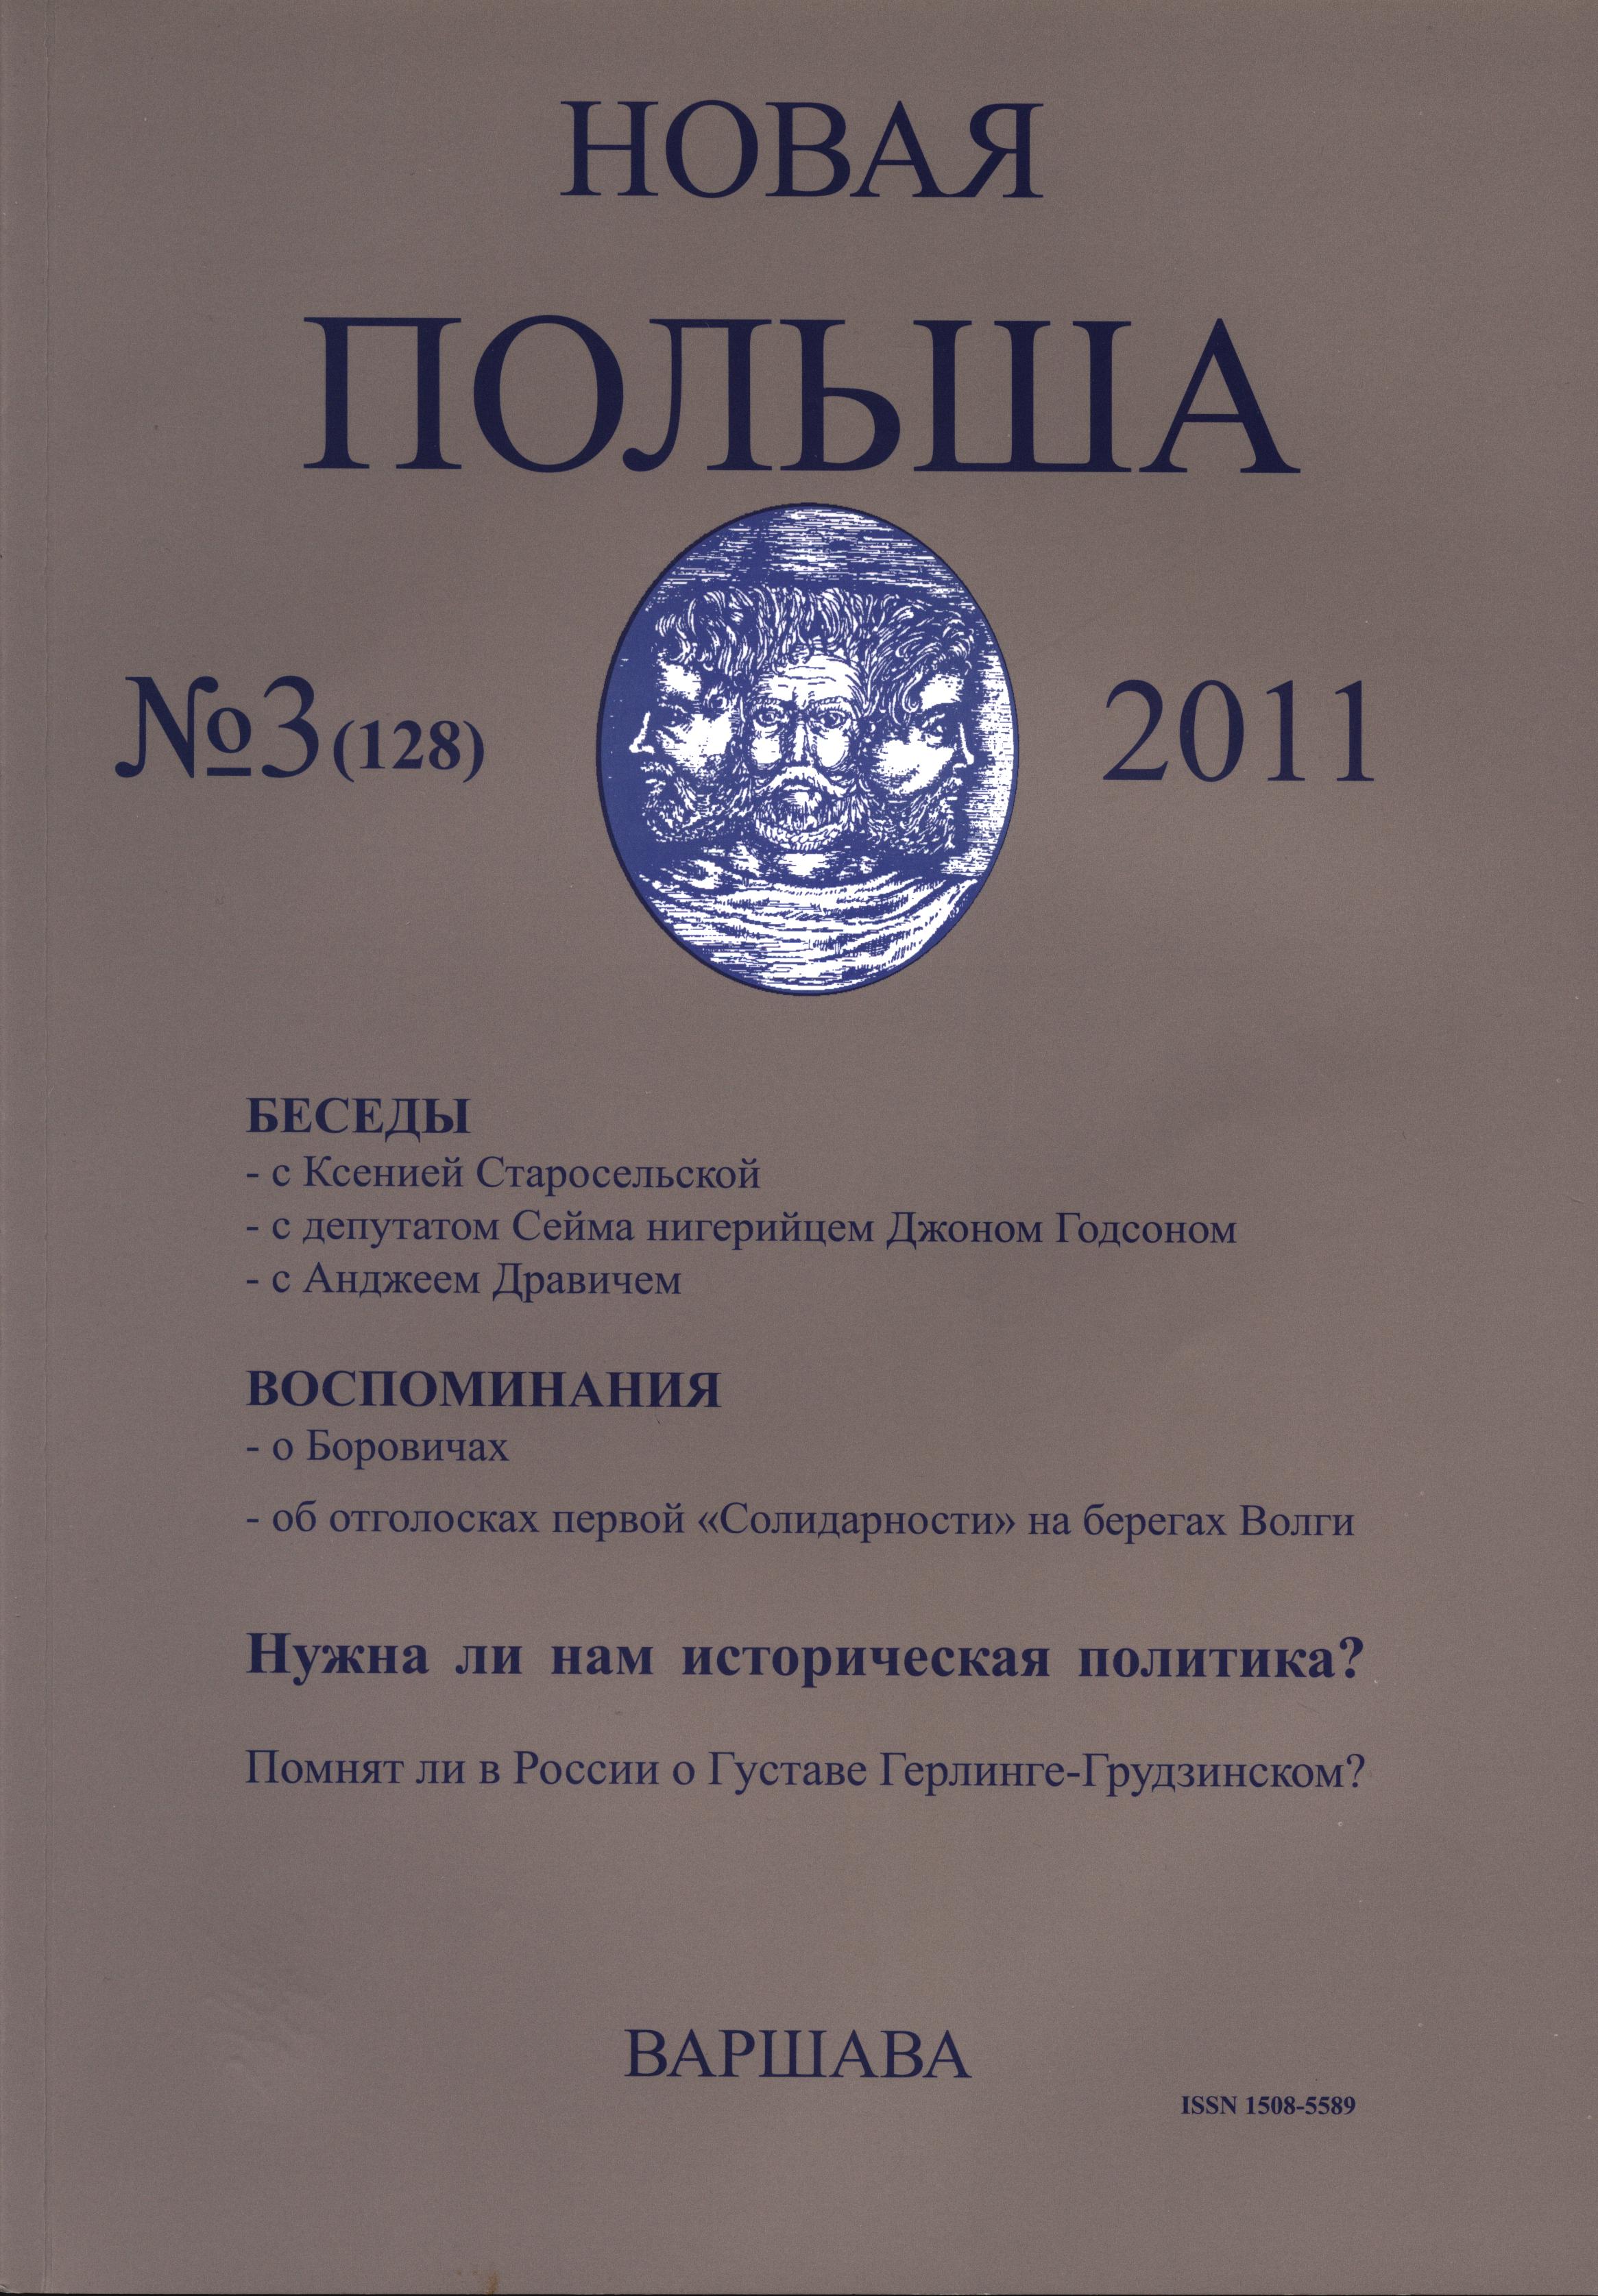 НОВАЯ
ПОЛЬША
№3(128)
2011
БЕСЕДЫ
- с Ксенией Старосельской
- с депутатом Сейма нигерийцем Джоном Годсоном
- с Анджеем Дравичем
ВОСПОМИНАНИЯ
- о Боровичах
- об отголосках первой «Солидарности» на берегах Волги
Нужна ли нам историческая политика?
Помнят ли в России о Густаве Герлинге-Грудзинском?
ВАРШАВА
ISSN 1508-5589